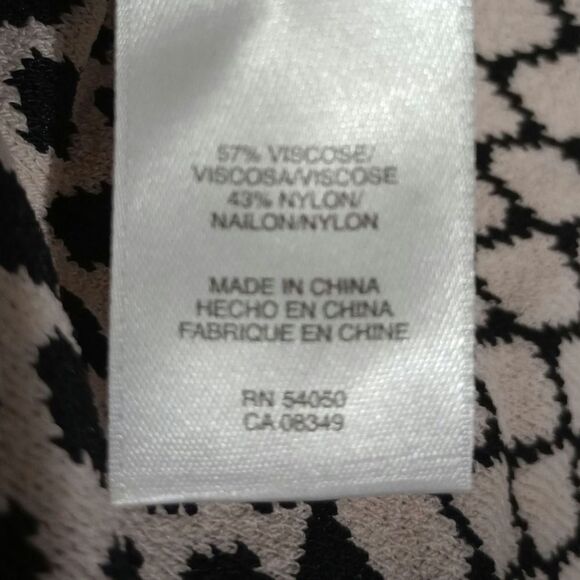 57% VISCOSE/
VISCOSA/VISCOSE
43% NYLON/
NAILON/NYLON
MADE IN CHINA
HECHO EN CHINA
FABRIQUE EN CHINE
RN 54050
CA 08349